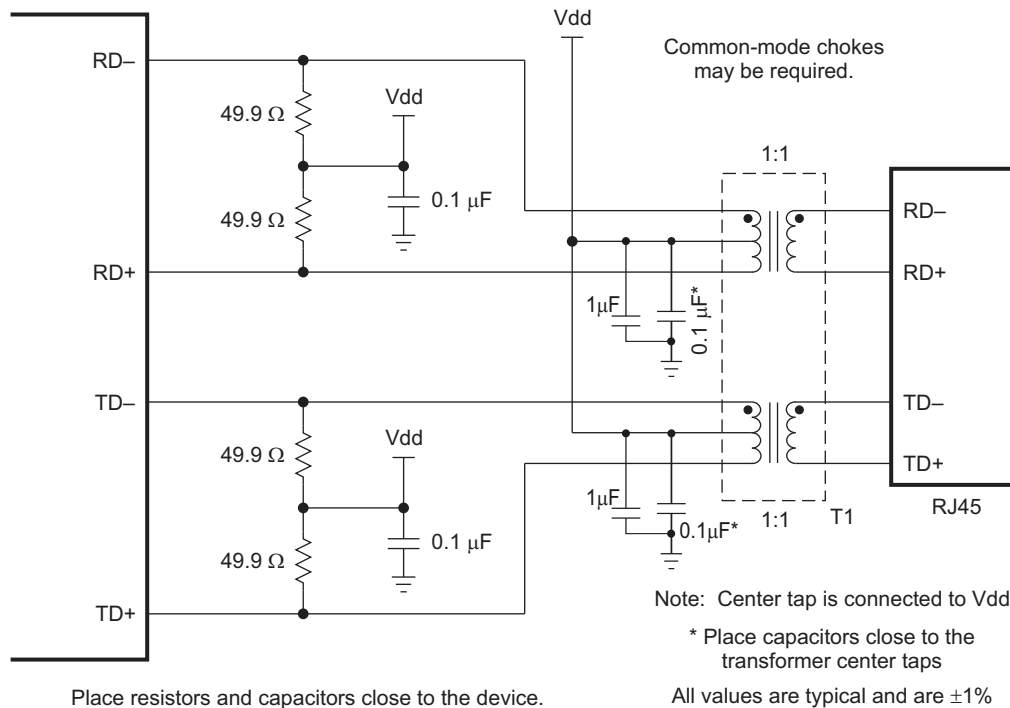 Vdd
Common-mode chokes
may be required.
RD–
49.9 Ω
Vdd
0.1 μF
49.9 Ω
RD+
1:1
RD–
RD+
1μF
0.1 μF*
TD–
49.9 Ω
Vdd
0.1 μF
49.9 Ω
TD+
TD–
TD+
1μF
0.1μF*
1:1
T1
RJ45
Note: Center tap is connected to Vdd
* Place capacitors close to the
transformer center taps
Place resistors and capacitors close to the device.
All values are typical and are ±1%